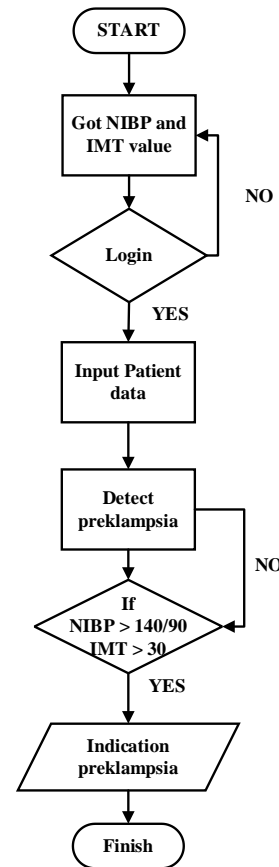 START
Got NIBP and
IMT value
NO
Login
YES
Input Patient
data
Detect
preklampsia
NO
If
NIBP > 140/90
IMT > 30
YES
Indication
preklampsia
Finish